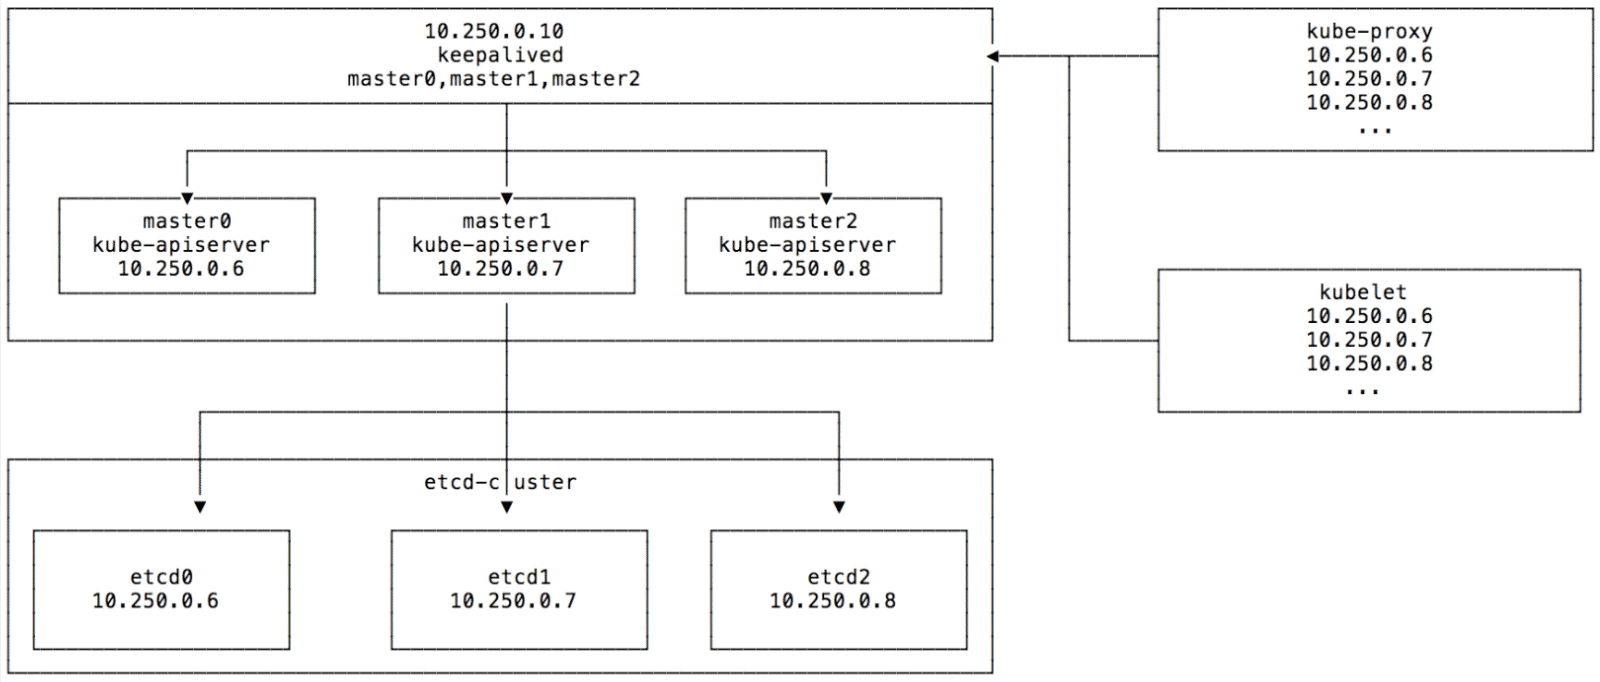 10.250.0.10
keepalived
master0,master1,master2
kube-proxy
10.250.0.6
10.250.0.7
10.250.0.8
...
master0
kube-apiserver
10.250.0.6
master1
kube-apiserver
10.250.0.7
master2
kube-apiserver
10.250.0.8
kubelet
10.250.0.6
10.250.0.7
10.250.0.8
...
etcd-cluster
etcd0
10.250.0.6
etcd1
10.250.0.7
etcd2
10.250.0.8